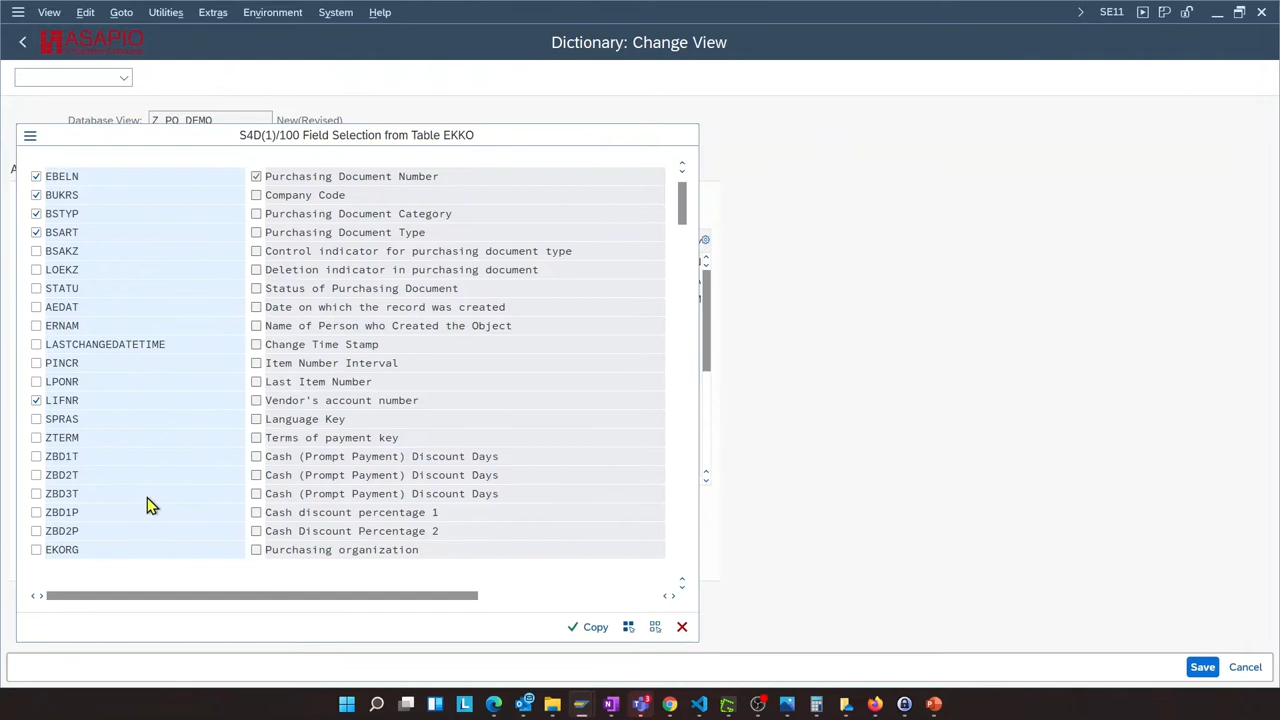 View Edit Goto Utilities Extras Environment System Help SE11
ASAPIO
Dictionary: Change View
Database View: Z_PO_DEMO New(Revised)
S4D(1)/100 Field Selection from Table EKKO
EBELN Purchasing Document Number
BUKRS Company Code
BSTYP Purchasing Document Category
BSART Purchasing Document Type
BSAKZ Control indicator for purchasing document type
LOEKZ Deletion indicator in purchasing document
STATU Status of Purchasing Document
AEDAT Date on which the record was created
ERNAM Name of Person who Created the Object
LASTCHANGEDATETIME Change Time Stamp
PINCR Item Number Interval
LPONR Last Item Number
LIFNR Vendor's account number
SPRAS Language Key
ZTERM Terms of payment key
ZBD1T Cash (Prompt Payment) Discount Days
ZBD2T Cash (Prompt Payment) Discount Days
ZBD3T Cash (Prompt Payment) Discount Days
ZBD1P Cash discount percentage 1
ZBD2P Cash Discount Percentage 2
EKORG Purchasing organization
Copy
Save Cancel